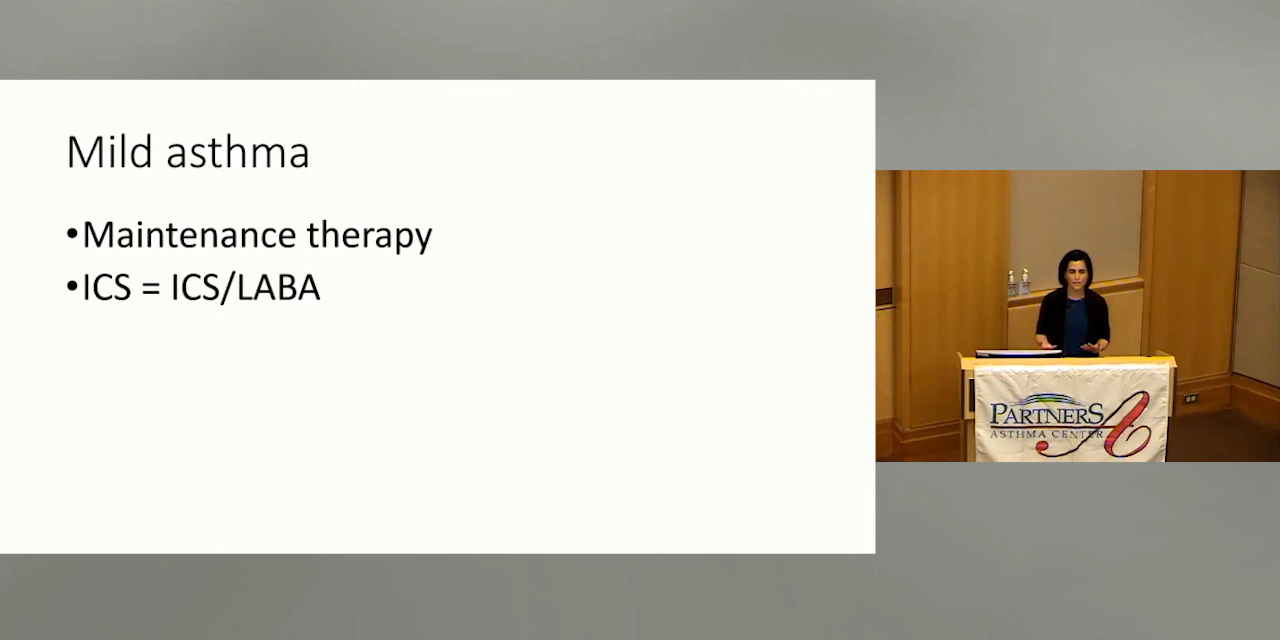 Mild asthma
•Maintenance therapy
•ICS = ICS/LABA
PARTNERS
ASTHMA CENTER